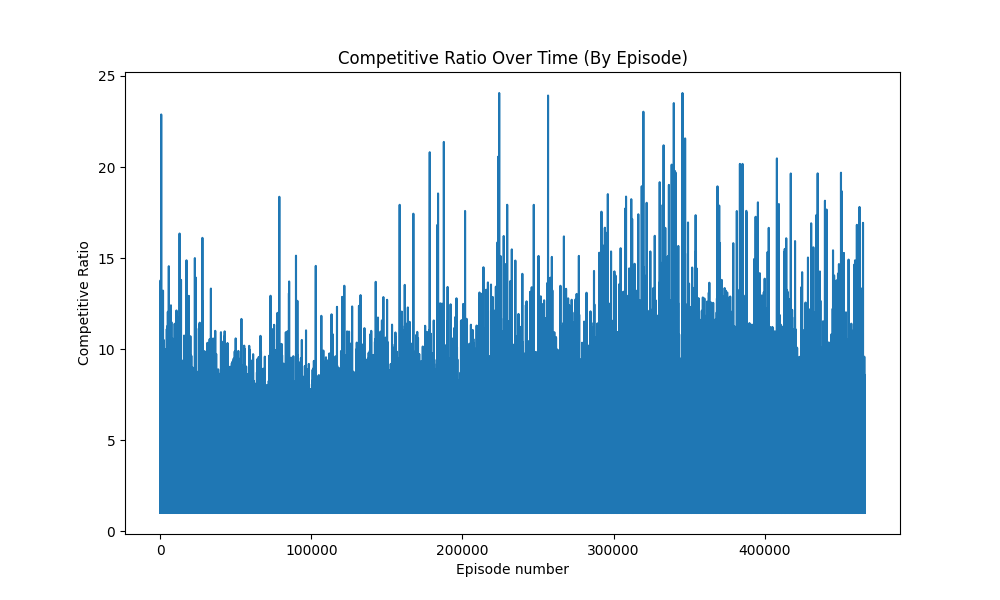 Competitive Ratio Over Time (By Episode)
25
20
15
10
5
0
Competitive Ratio
0 100000 200000 300000 400000
Episode number